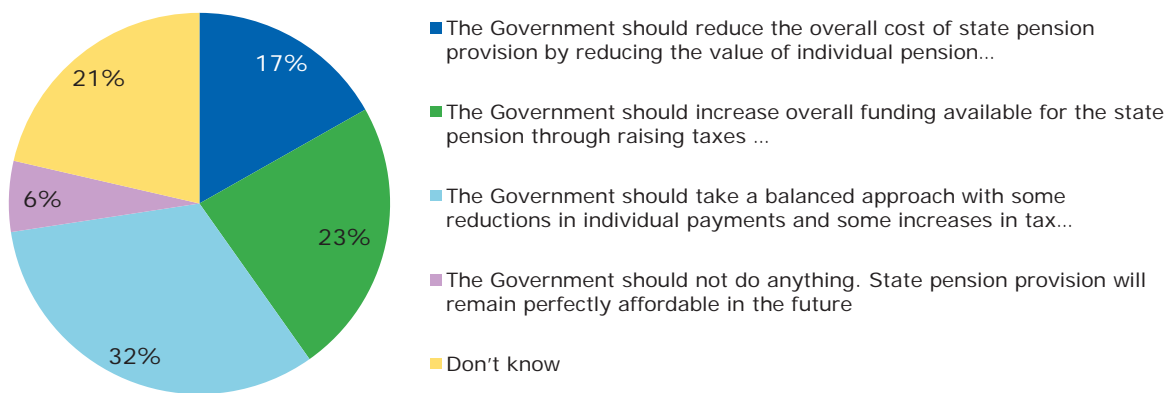 17%
23%
32%
6%
21%
The Government should reduce the overall cost of state pension
provision by reducing the value of individual pension...
The Government should increase overall funding available for the state
pension through raising taxes ...
The Government should take a balanced approach with some
reductions in individual payments and some increases in tax...
The Government should not do anything. State pension provision will
remain perfectly affordable in the future
Don't know